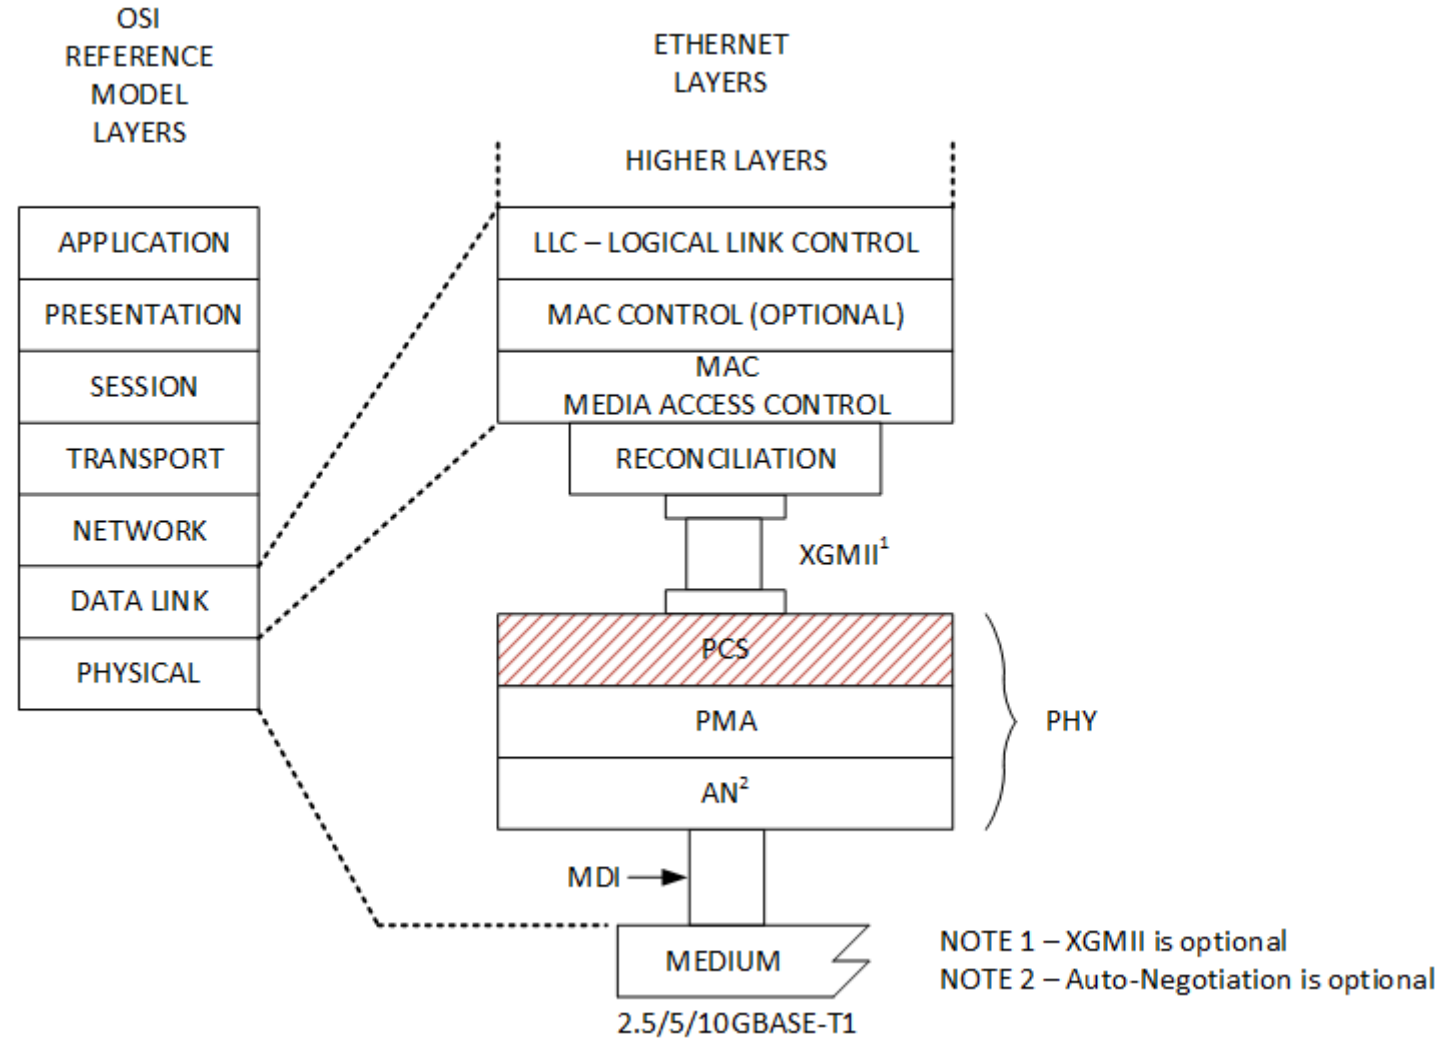 OSI
REFERENCE
MODEL
LAYERS
ETHERNET
LAYERS
HIGHER LAYERS
APPLICATION
PRESENTATION
SESSION
TRANSPORT
NETWORK
DATA LINK
PHYSICAL
LLC – LOGICAL LINK CONTROL
MAC CONTROL (OPTIONAL)
MAC
MEDIA ACCESS CONTROL
RECONCILIATION
XGMII¹
PCS
PMA
AN²
PHY
MDI
MEDIUM
2.5/5/10GBASE-T1
NOTE 1 – XGMII is optional
NOTE 2 – Auto-Negotiation is optional